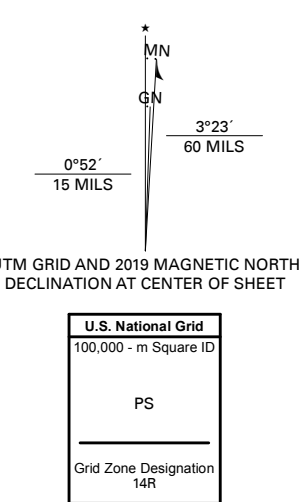 ★
MN
GN
3°23´
60 MILS
0°52´
15 MILS
UTM GRID AND 2019 MAGNETIC NORTH
DECLINATION AT CENTER OF SHEET
U.S. National Grid
100,000 - m Square ID
PS
Grid Zone Designation
14R